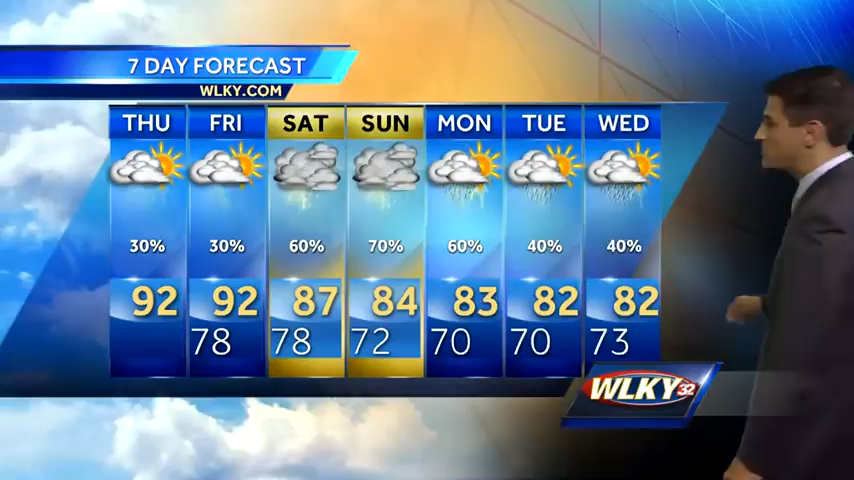 7 DAY FORECAST
WLKY.COM
THU FRI SAT SUN MON TUE WED
30% 30% 60% 70% 60% 40% 40%
92 92 87 84 83 82 82
78 78 72 70 70 73
WLKY 32